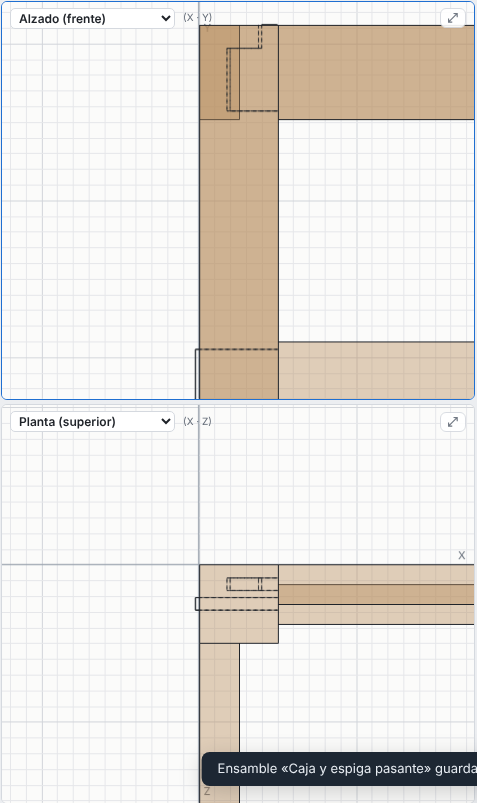 Alzado (frente)
(X · Y)
Y
Planta (superior)
(X · Z)
X
Ensamble «Caja y espiga pasante» guarda
Z